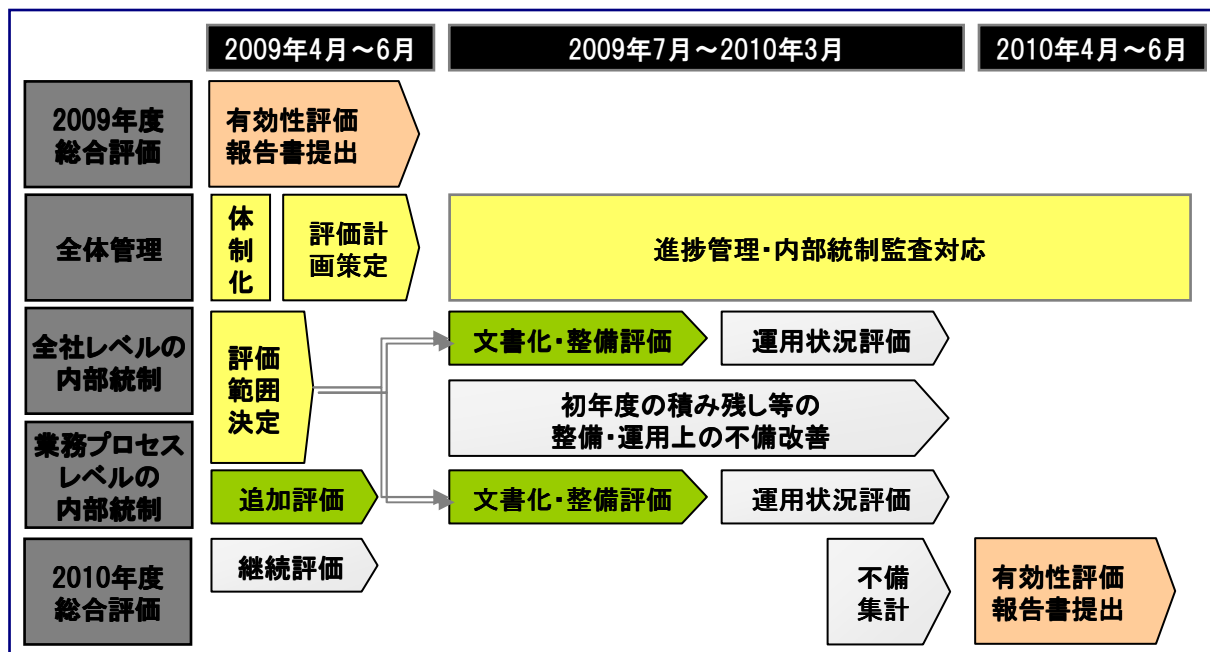 2009年4月～6月
2009年7月～2010年3月
2010年4月～6月
2009年度
総合評価
有効性評価
報告書提出
全体管理
体
制
化
評価計
画策定
進捗管理・内部統制監査対応
全社レベルの
内部統制
評価
範囲
決定
文書化・整備評価
運用状況評価
初年度の積み残し等の
整備・運用上の不備改善
業務プロセス
レベルの
内部統制
追加評価
文書化・整備評価
運用状況評価
2010年度
総合評価
継続評価
不備
集計
有効性評価
報告書提出